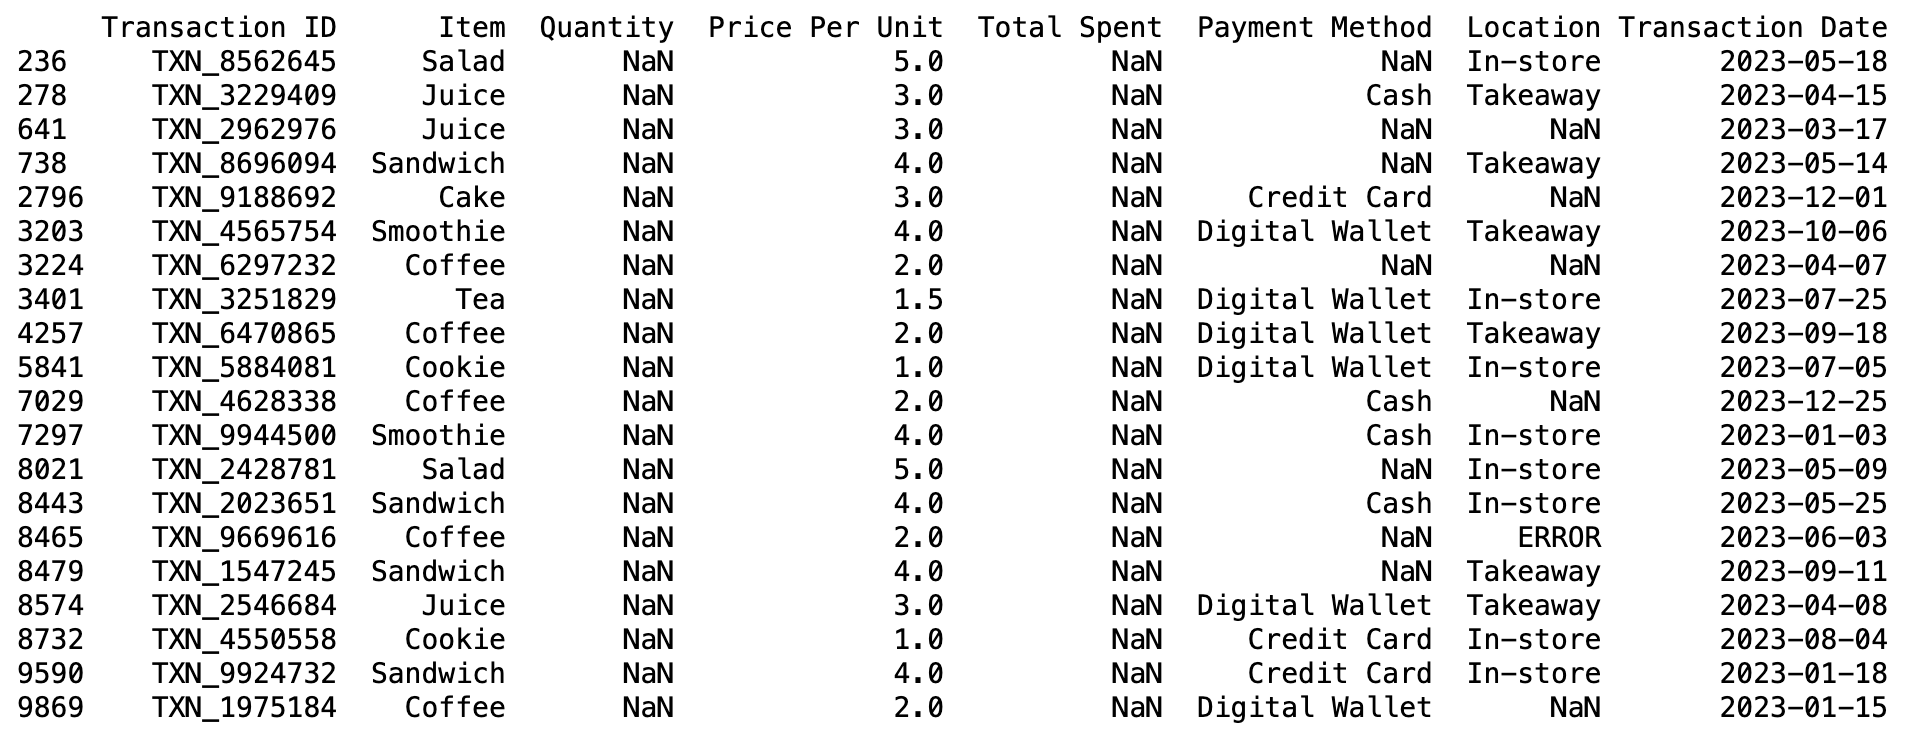 Transaction ID Item Quantity Price Per Unit Total Spent Payment Method Location Transaction Date
236 TXN_8562645 Salad NaN 5.0 NaN NaN In-store 2023-05-18
278 TXN_3229409 Juice NaN 3.0 NaN Cash Takeaway 2023-04-15
641 TXN_2962976 Juice NaN 3.0 NaN NaN NaN 2023-03-17
738 TXN_8696094 Sandwich NaN 4.0 NaN NaN Takeaway 2023-05-14
2796 TXN_9188692 Cake NaN 3.0 NaN Credit Card NaN 2023-12-01
3203 TXN_4565754 Smoothie NaN 4.0 NaN Digital Wallet Takeaway 2023-10-06
3224 TXN_6297232 Coffee NaN 2.0 NaN NaN NaN 2023-04-07
3401 TXN_3251829 Tea NaN 1.5 NaN Digital Wallet In-store 2023-07-25
4257 TXN_6470865 Coffee NaN 2.0 NaN Digital Wallet Takeaway 2023-09-18
5841 TXN_5884081 Cookie NaN 1.0 NaN Digital Wallet In-store 2023-07-05
7029 TXN_4628338 Coffee NaN 2.0 NaN Cash NaN 2023-12-25
7297 TXN_9944500 Smoothie NaN 4.0 NaN Cash In-store 2023-01-03
8021 TXN_2428781 Salad NaN 5.0 NaN NaN In-store 2023-05-09
8443 TXN_2023651 Sandwich NaN 4.0 NaN Cash In-store 2023-05-25
8465 TXN_9669616 Coffee NaN 2.0 NaN NaN ERROR 2023-06-03
8479 TXN_1547245 Sandwich NaN 4.0 NaN NaN Takeaway 2023-09-11
8574 TXN_2546684 Juice NaN 3.0 NaN Digital Wallet Takeaway 2023-04-08
8732 TXN_4550558 Cookie NaN 1.0 NaN Credit Card In-store 2023-08-04
9590 TXN_9924732 Sandwich NaN 4.0 NaN Credit Card In-store 2023-01-18
9869 TXN_1975184 Coffee NaN 2.0 NaN Digital Wallet NaN 2023-01-15